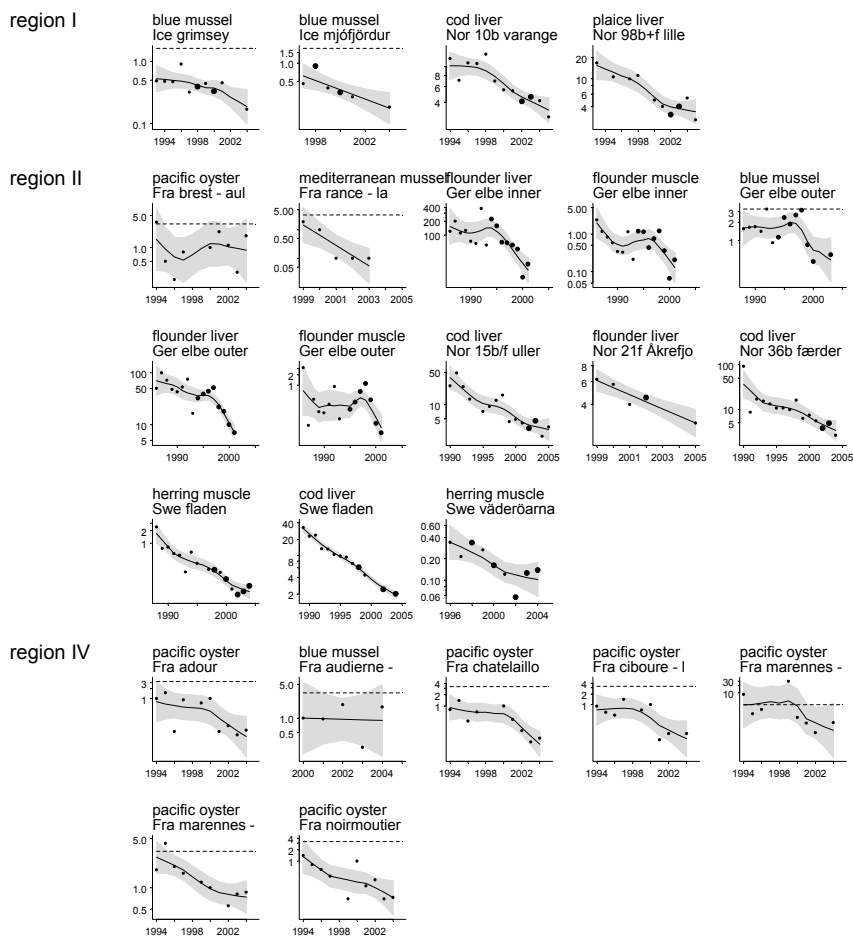 region I
blue mussel
Ice grimsey
1.0
0.5
0.1
1994 1998 2002
blue mussel
Ice mjófjördur
1.5
1.0
0.5
1998 2002
cod liver
Nor 10b varange
8
6
4
1994 1998 2002
plaice liver
Nor 98b+f lille
20
10
6
4
1994 1998 2002
region II
pacific oyster
Fra brest - aul
5.0
1.0
0.5
1994 1998 2002
mediterranean mussel
Fra rance - la
5.00
0.50
0.05
1999 2001 2003 2005
flounder liver
Ger elbe inner
400
200
100
1990 2000
flounder muscle
Ger elbe inner
5.00
1.00
0.50
0.10
0.05
1990 2000
blue mussel
Ger elbe outer
3
2
1
1990 2000
flounder liver
Ger elbe outer
100
50
10
5
1990 2000
flounder muscle
Ger elbe outer
2
1
1990 2000
cod liver
Nor 15b/f uller
50
10
5
1990 1995 2000 2005
flounder liver
Nor 21f Åkrefjo
8
6
4
1999 2001 2003 2005
cod liver
Nor 36b færder
100
50
10
5
1990 1995 2000 2005
herring muscle
Swe fladen
2
1
1990 2000
cod liver
Swe fladen
40
20
8
4
2
1990 1995 2000 2005
herring muscle
Swe väderöarna
0.60
0.40
0.20
0.10
0.06
1996 1998 2000 2002 2004
region IV
pacific oyster
Fra adour
3
2
1
1994 1998 2002
blue mussel
Fra audierne -
5.0
1.0
0.5
2000 2002 2004
pacific oyster
Fra chatelaillo
4
2
1
1994 1998 2002
pacific oyster
Fra ciboure - l
4
2
1
1994 1998 2002
pacific oyster
Fra marennes -
30
10
1994 1998 2002
pacific oyster
Fra marennes -
5.0
1.0
0.5
1994 1998 2002
pacific oyster
Fra noirmoutier
4
2
1
1994 1998 2002